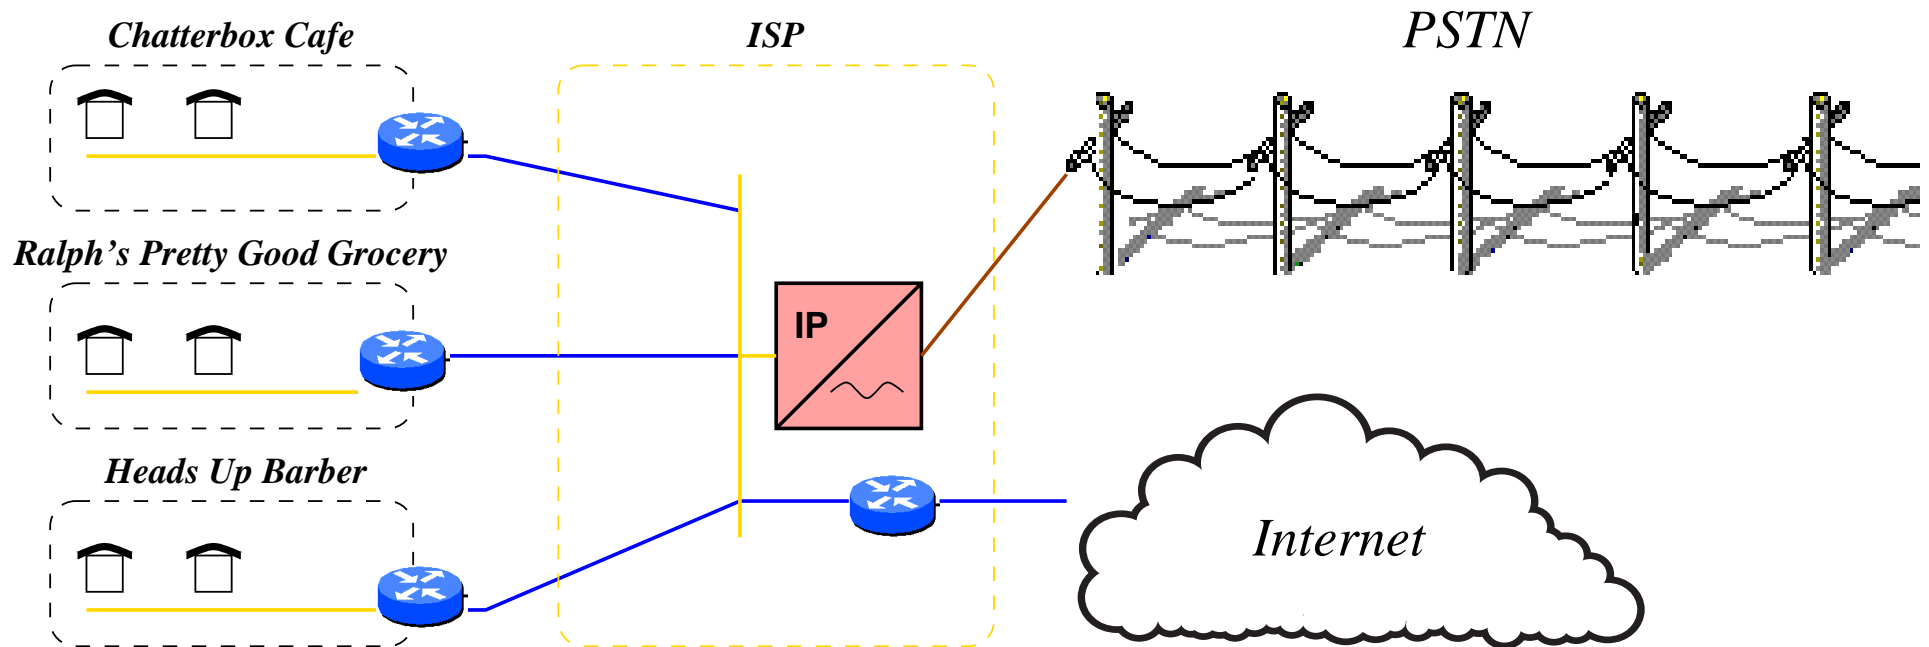 Chatterbox Cafe
ISP
PSTN
Ralph’s Pretty Good Grocery
IP
Heads Up Barber
Internet